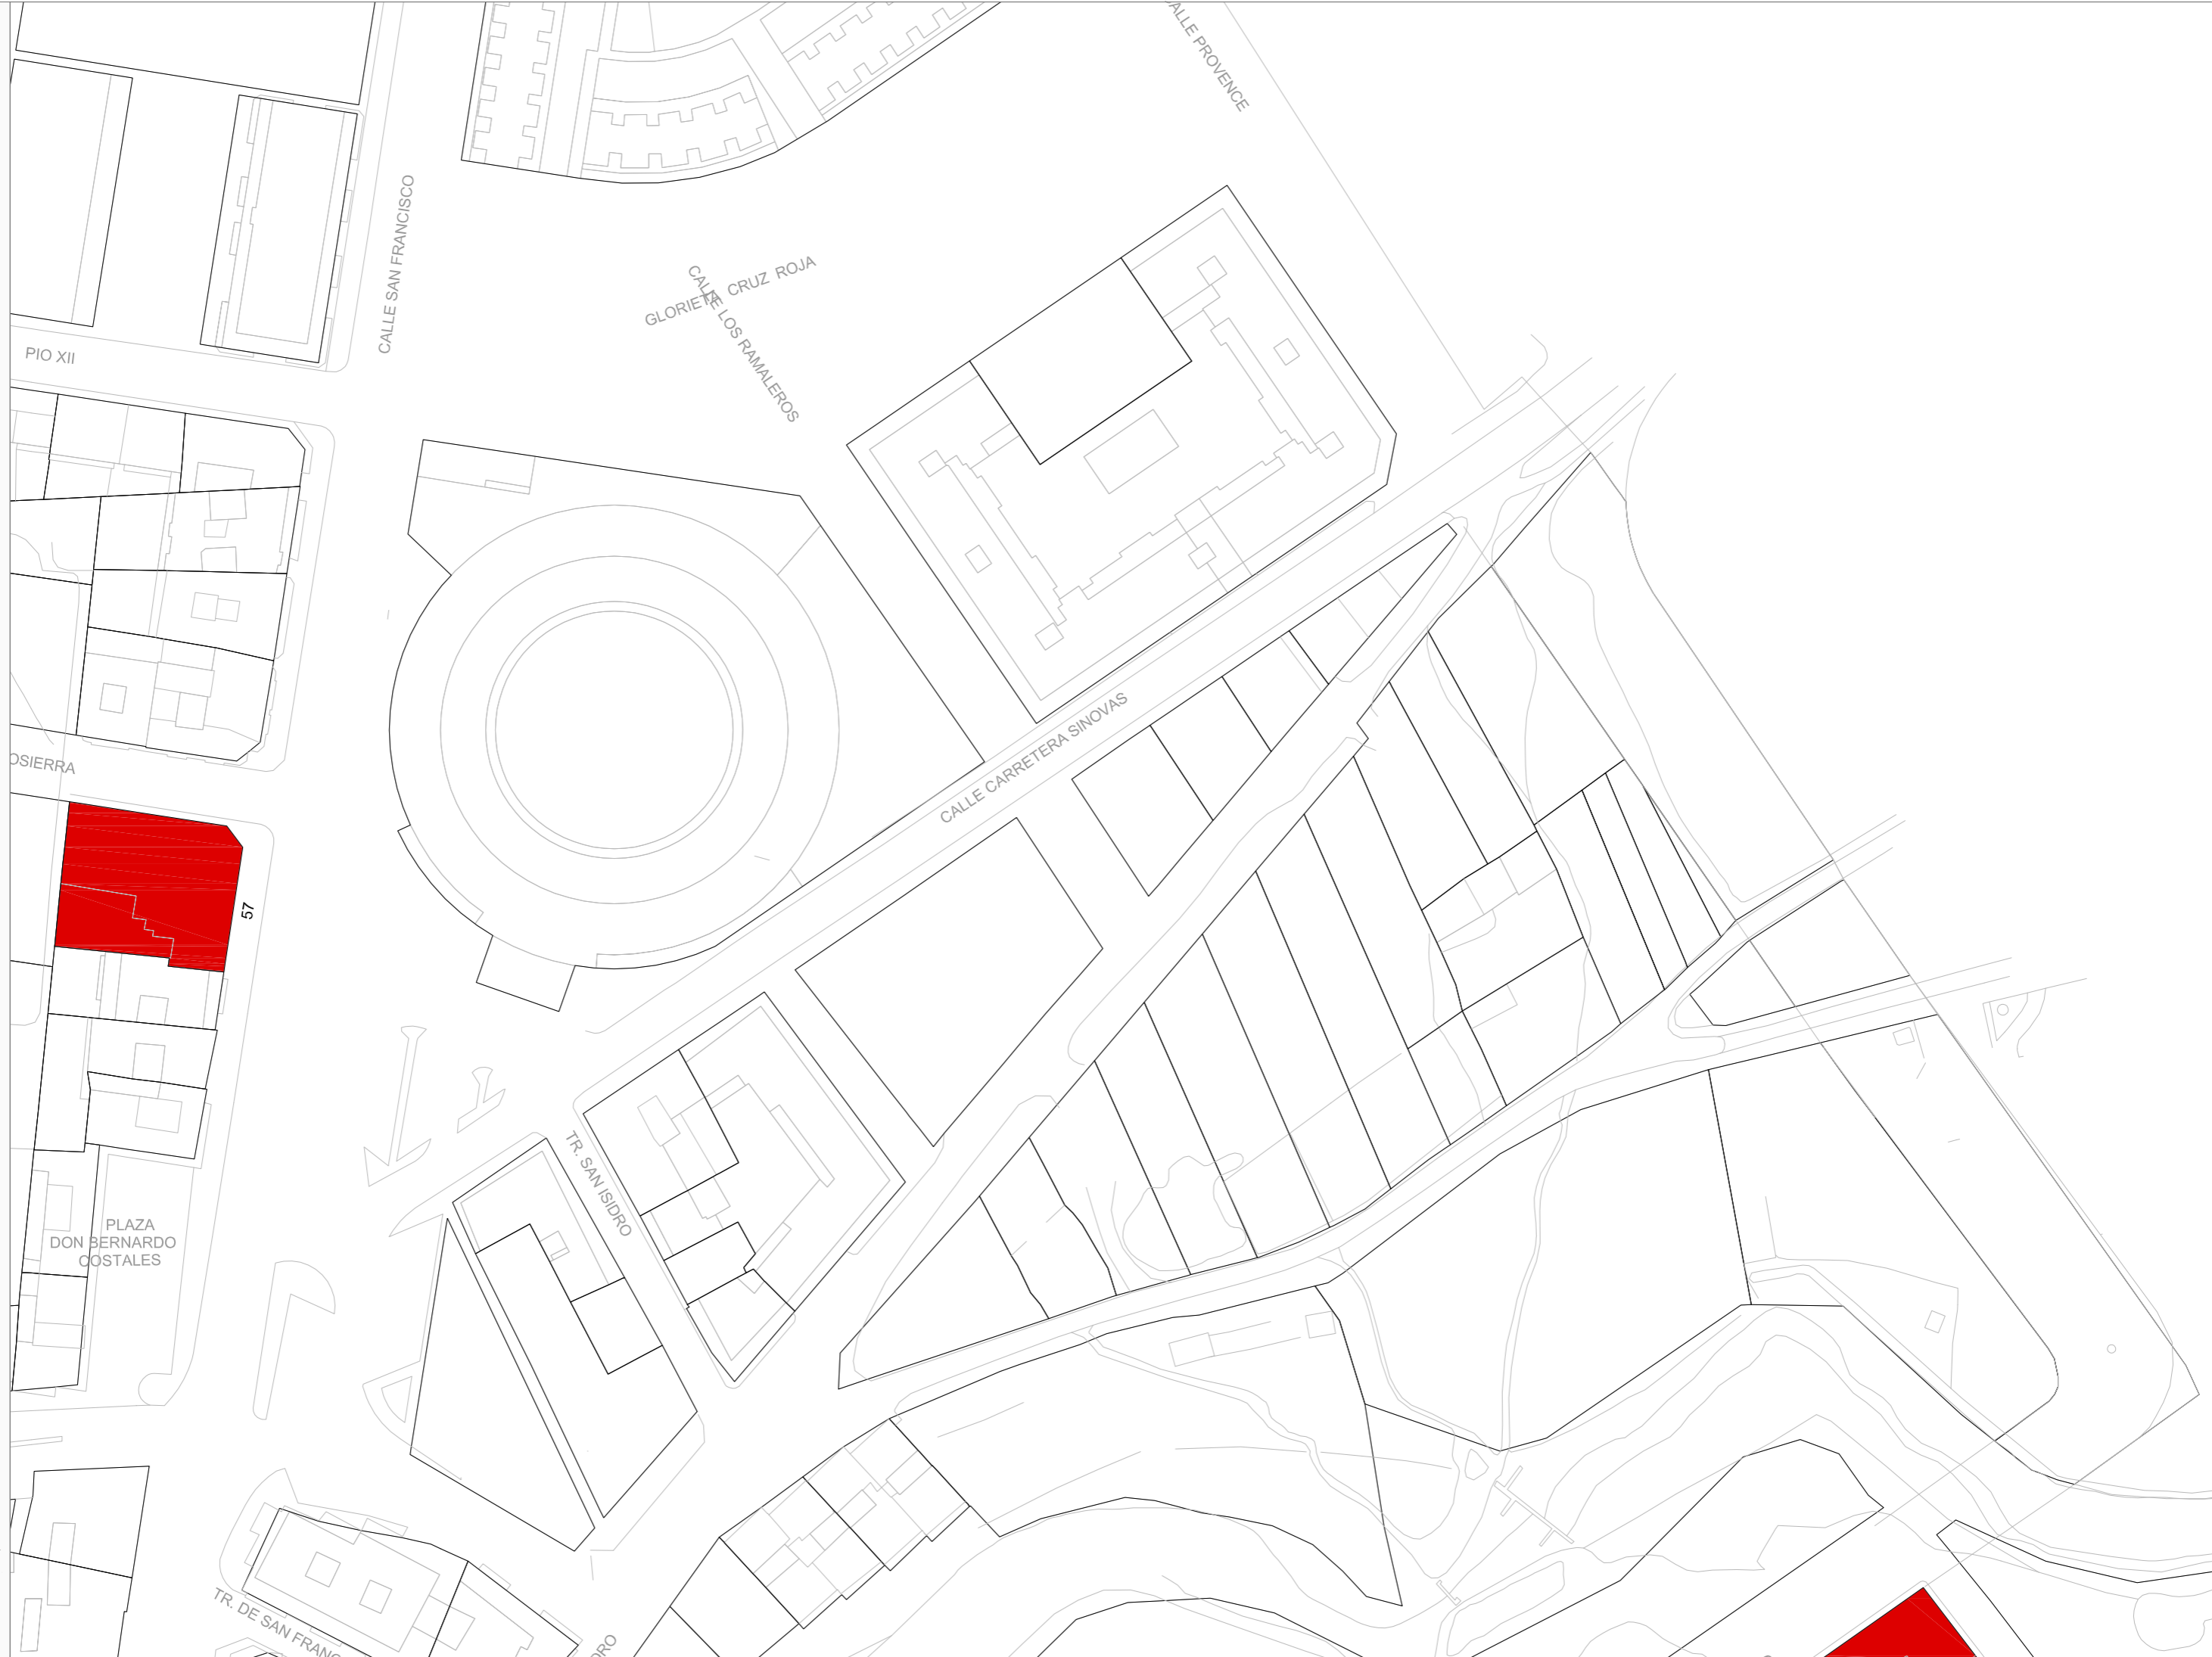 CALLE PROVENCE
CALLE SAN FRANCISCO
GLORIETA CRUZ ROJA
CALLE LOS RAMALEROS
PIO XII
CALLE CARRETERA SINOVAS
OSIERRA
57
TR. SAN ISIDRO
PLAZA
DON BERNARDO
COSTALES
TR. DE SAN FRANC
DRO